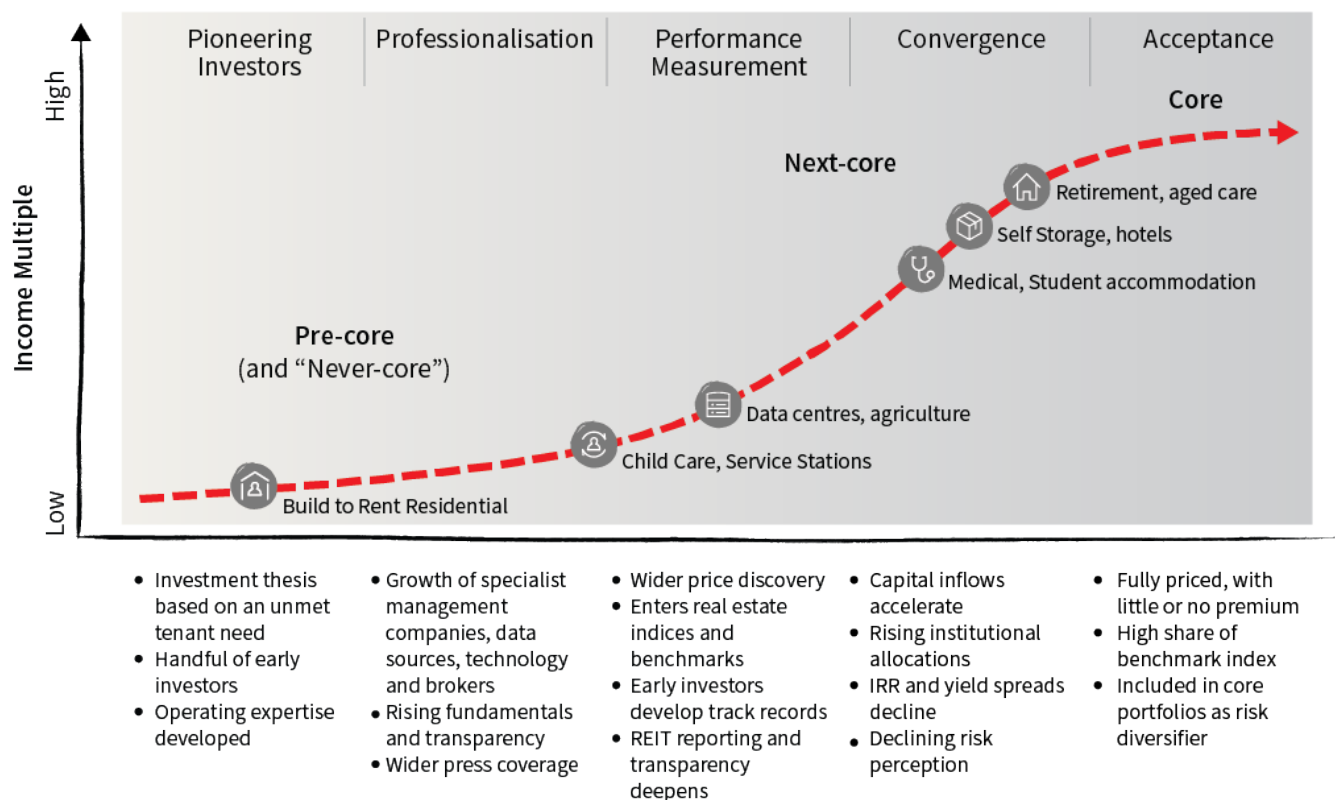 Pioneering
Investors
Professionalisation
Performance
Measurement
Convergence
Acceptance
High
Income Multiple
Low
Core
Next-core
Retirement, aged care
Self Storage, hotels
Medical, Student accommodation
Pre-core
(and “Never-core”)
Data centres, agriculture
Child Care, Service Stations
Build to Rent Residential
• Investment thesis
based on an unmet
tenant need
• Handful of early
investors
• Operating expertise
developed
• Growth of specialist
management
companies, data
sources, technology
and brokers
• Rising fundamentals
and transparency
• Wider press coverage
• Wider price discovery
• Enters real estate
indices and
benchmarks
• Early investors
develop track records
• REIT reporting and
transparency
deepens
• Capital inflows
accelerate
• Rising institutional
allocations
• IRR and yield spreads
decline
• Declining risk
perception
• Fully priced, with
little or no premium
• High share of
benchmark index
• Included in core
portfolios as risk
diversifier